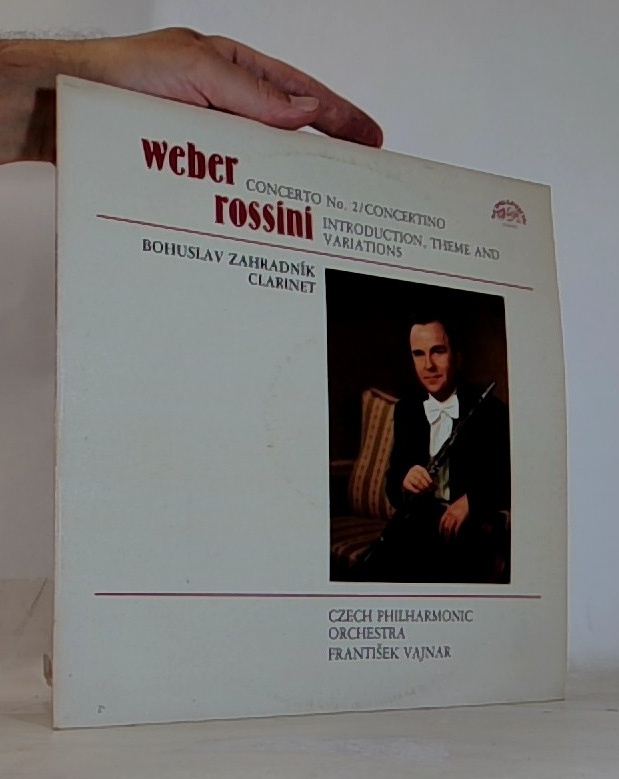 weber CONCERTO No. 2/CONCERTINO
rossini INTRODUCTION, THEME AND
VARIATIONS
BOHUSLAV ZAHRADNÍK
CLARINET
CZECH PHILHARMONIC
ORCHESTRA
FRANTIŠEK VAJNAR